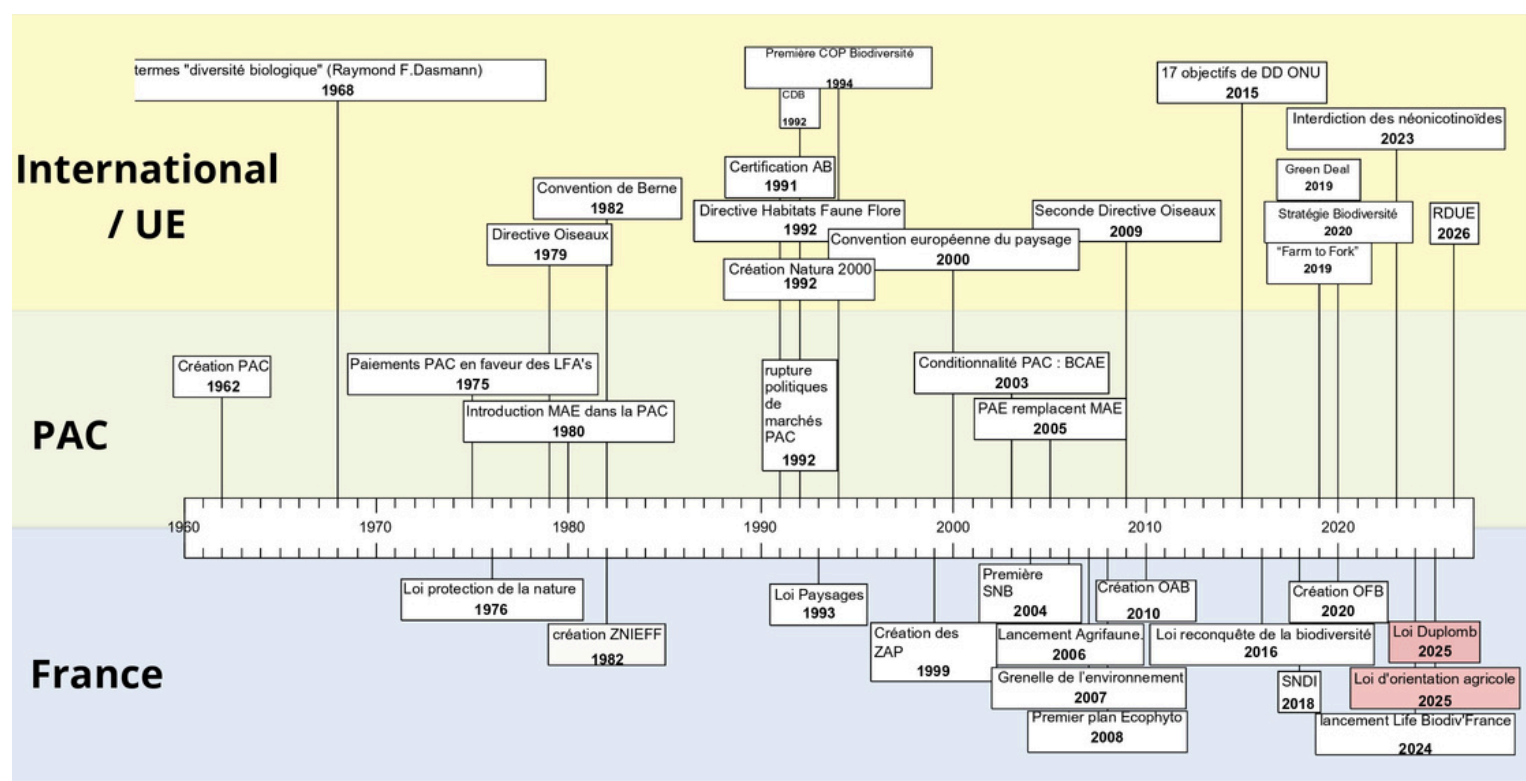 International
/ UE
termes "diversité biologique" (Raymond F.Dasmann)
1968
Convention de Berne
1982
Directive Oiseaux
1979
Première COP Biodiversité
1994
CDB
1992
Certification AB
1991
Directive Habitats Faune Flore
1992
Convention européenne du paysage
2000
Création Natura 2000
1992
Seconde Directive Oiseaux
2009
17 objectifs de DD ONU
2015
Interdiction des néonicotinoïdes
2023
Green Deal
2019
Stratégie Biodiversité
2020
“Farm to Fork”
2019
RDUE
2026
PAC
Création PAC
1962
Paiements PAC en faveur des LFA's
1975
Introduction MAE dans la PAC
1980
rupture
politiques
de
marchés
PAC
1992
Conditionnalité PAC : BCAE
2003
PAE remplacent MAE
2005
1960 1970 1980 1990 2000 2010 2020
France
Loi protection de la nature
1976
création ZNIEFF
1982
Loi Paysages
1993
Création des
ZAP
1999
Première
SNB
2004
Lancement Agrifaune.
2006
Grenelle de l'environnement
2007
Premier plan Ecophyto
2008
Création OAB
2010
Loi reconquête de la biodiversité
2016
SNDI
2018
Création OFB
2020
Loi Duplomb
2025
Loi d'orientation agricole
2025
lancement Life Biodiv'France
2024